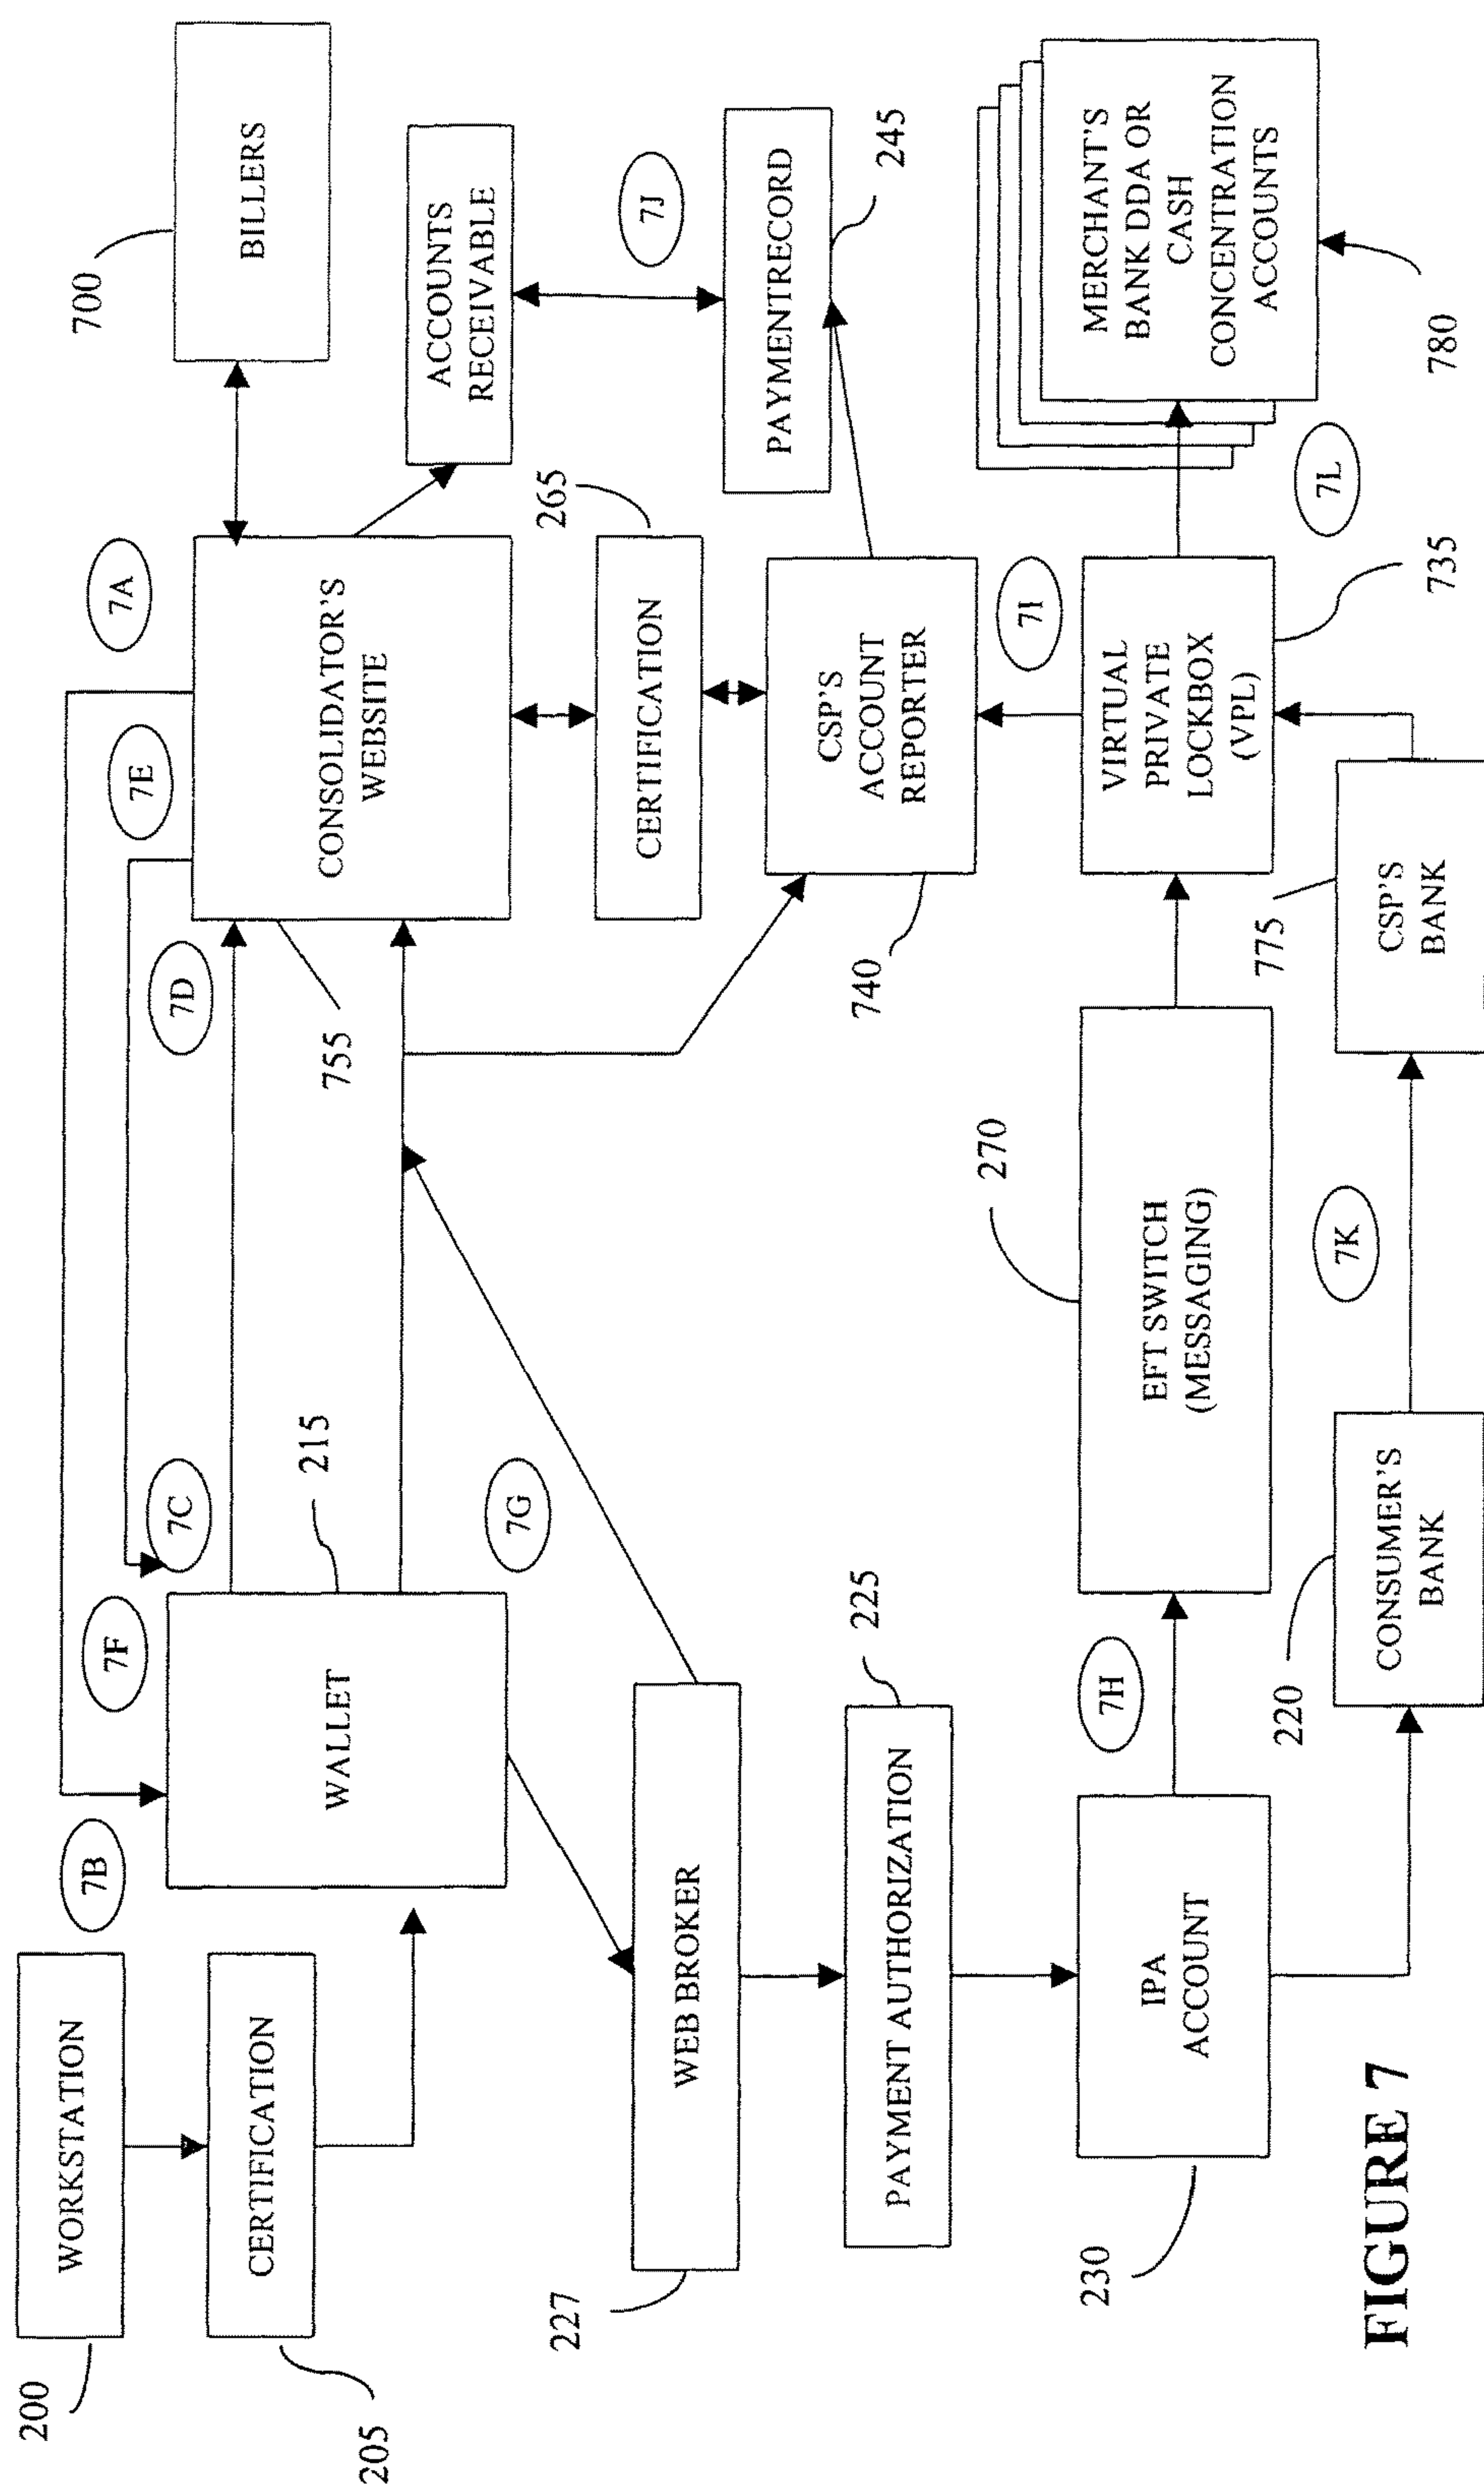 200
WORKSTATION
7B
7F
7C
7D
7E
7A
700
BILLERS
CERTIFICATION
205
WALLET
215
CONSOLIDATOR'S
WEBSITE
755
ACCOUNTS
RECEIVABLE
7G
CERTIFICATION
265
7J
227
WEB BROKER
PAYMENTRECORD
245
PAYMENT AUTHORIZATION
225
CSP'S
ACCOUNT
REPORTER
740
7I
230
IPA
ACCOUNT
7H
EFT SWITCH
(MESSAGING)
270
VIRTUAL
PRIVATE
LOCKBOX
(VPL)
735
MERCHANT'S
BANK DDA OR
CASH
CONCENTRATION
ACCOUNTS
780
7L
220
CONSUMER'S
BANK
7K
775
CSP'S
BANK
FIGURE 7